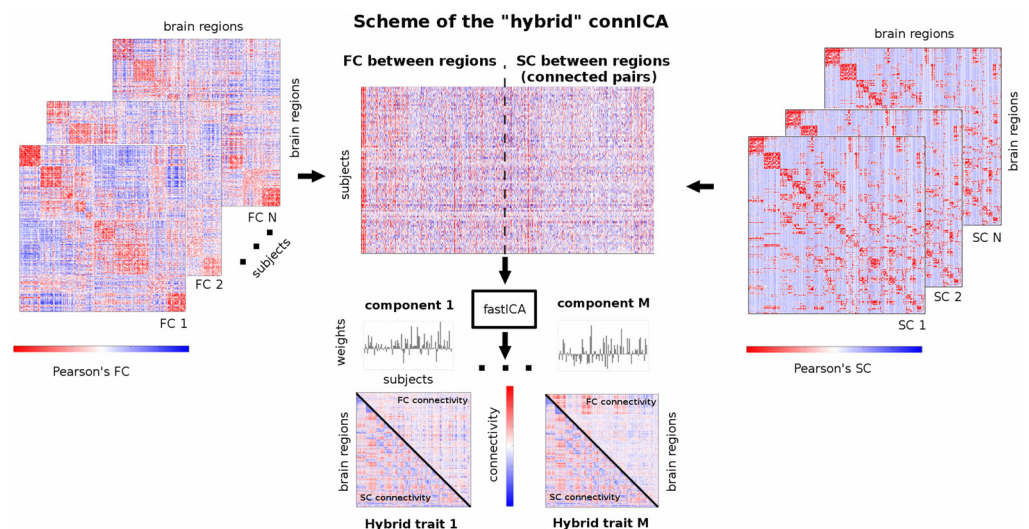 Scheme of the "hybrid" connICA
brain regions
brain regions
FC N
FC 2
FC 1
subjects
Pearson's FC
FC between regions
SC between regions
(connected pairs)
subjects
brain regions
brain regions
SC N
SC 2
SC 1
Pearson's SC
fastICA
component 1
component M
weights
subjects
FC connectivity
SC connectivity
brain regions
Hybrid trait 1
connectivity
FC connectivity
SC connectivity
brain regions
Hybrid trait M